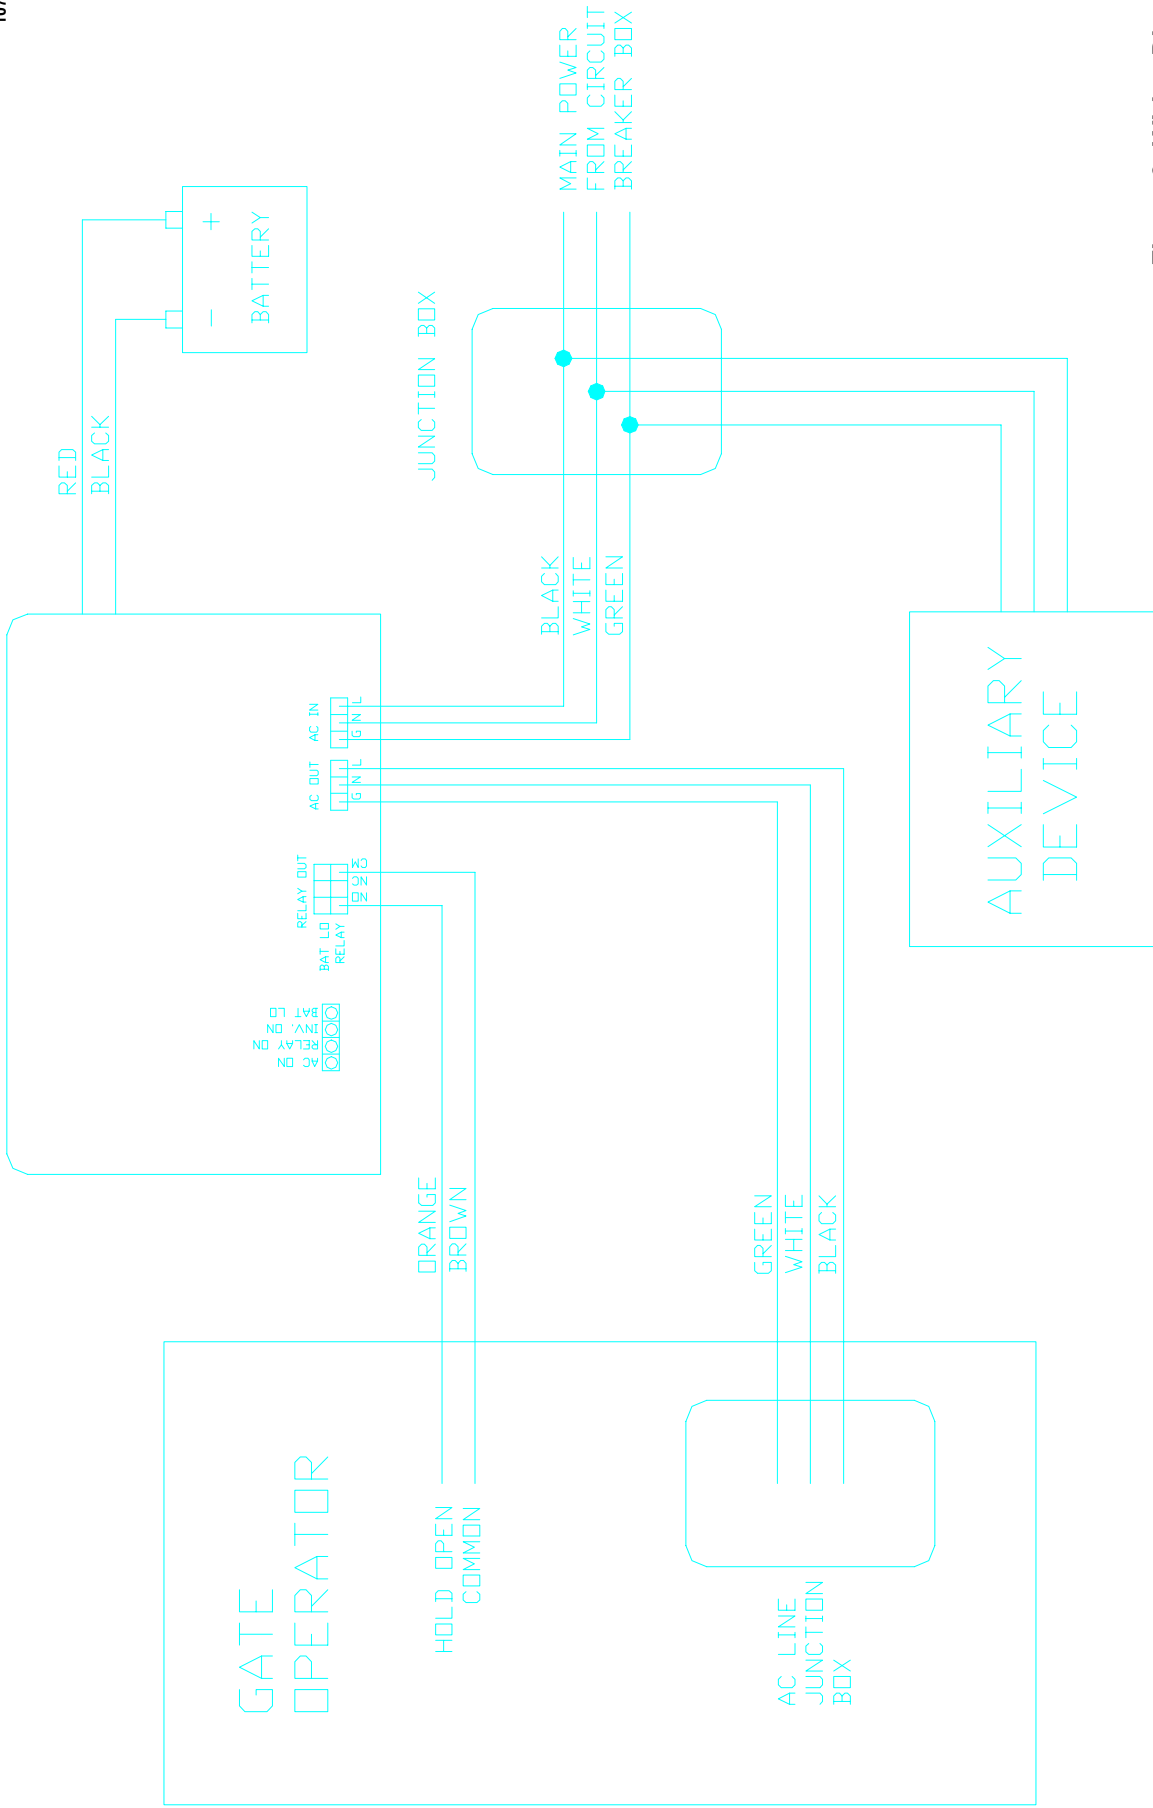 GATE
OPERATOR
HOLD OPEN
COMMON
AC LINE
JUNCTION
BOX
ORANGE
BROWN
GREEN
WHITE
BLACK
AC ON
RELAY ON
INV. ON
BAT LO
BAT LO
RELAY
RELAY OUT
NO
NC
CM
AC OUT
G N L
AC IN
G N L
RED
BLACK
BATTERY
+
-
BLACK
WHITE
GREEN
JUNCTION BOX
MAIN POWER
FROM CIRCUIT
BREAKER BOX
AUXILIARY
DEVICE